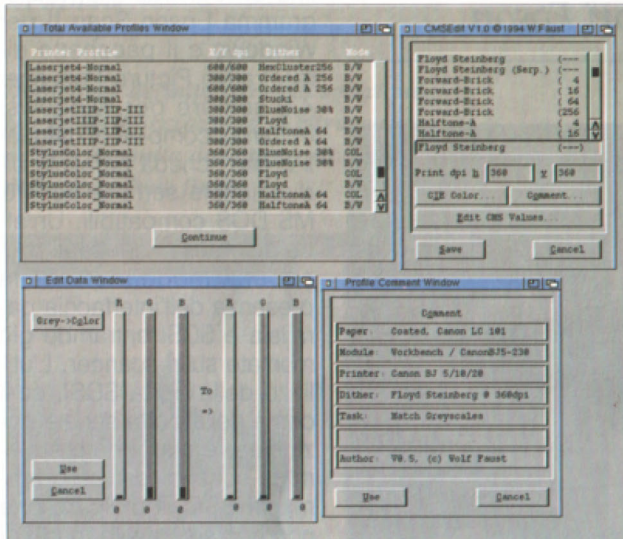 Total Available Profiles Window
Printer Profile X/Y dpi Dither Mode
Laserjet4-Normal 600/600 HewCluster256 B/W
Laserjet4-Normal 300/300 Ordered A 256 B/W
Laserjet4-Normal 600/600 Ordered A 256 B/W
Laserjet4-Normal 300/300 Stucki B/W
LaserjetIIIP-IIP-III 300/300 BlueNoise 30% B/W
LaserjetIIIP-IIP-III 300/300 Floyd B/W
LaserjetIIIP-IIP-III 300/300 HalftoneA 64 B/W
LaserjetIIIP-IIP-III 300/300 Ordered A 64 B/W
StylusColor_Normal 360/360 BlueNoise 30% COL
StylusColor_Normal 360/360 BlueNoise 30% B/W
StylusColor_Normal 360/360 Floyd COL
StylusColor_Normal 360/360 Floyd B/W
StylusColor_Normal 360/360 HalftoneA 64 COL
StylusColor_Normal 360/360 HalftoneA 64 B/W
Continue
CMSEdit V1.0 ©1994 W.Faust
Floyd Steinberg (---
Floyd Steinberg (Serp.) (---
Forward-Brick ( 4
Forward-Brick ( 16
Forward-Brick ( 64
Forward-Brick (256
Halftone-A ( 4
Halftone-A ( 16
Floyd Steinberg (---)
Print dpi h 360 v 360
CIE Color... Comment...
Edit CMS Values...
Save Cancel
Edit Data Window
R G B R G B
Grey->Color
To
=>
Use
Cancel
0 0 0 0 0 0
Profile Comment Window
Comment
Paper: Coated, Canon LC 101
Module: Workbench / CanonBJ5-230
Printer: Canon BJ 5/10/20
Dither: Floyd Steinberg @ 360dpi
Task: Match Greyscales
Author: V0.5, (c) Wolf Faust
Use Cancel